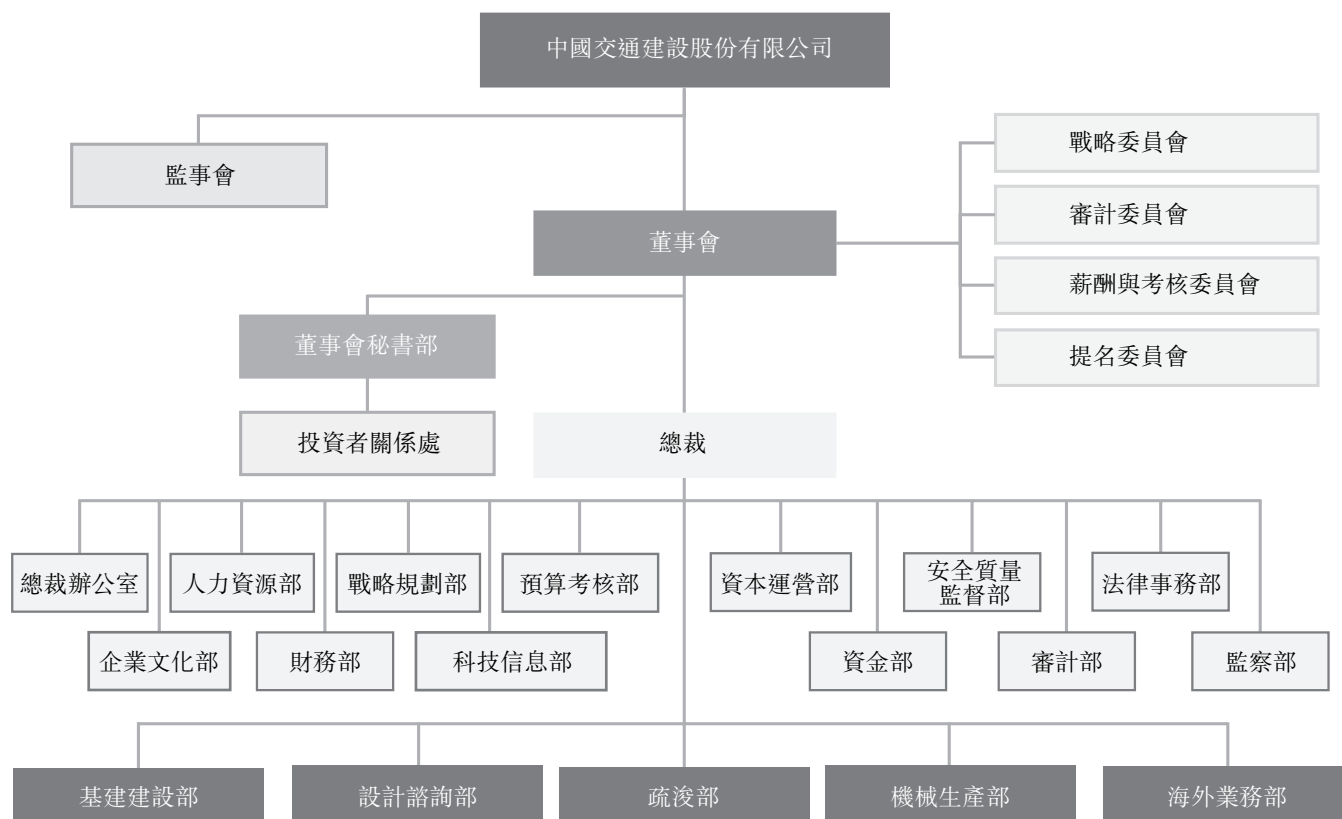 中國交通建設股份有限公司
監事會
戰略委員會
審計委員會
董事會
薪酬與考核委員會
提名委員會
董事會秘書部
投資者關係處
總裁
總裁辦公室
人力資源部
戰略規劃部
預算考核部
資本運營部
安全質量
監督部
法律事務部
企業文化部
財務部
科技信息部
資金部
審計部
監察部
基建建設部
設計諮詢部
疏浚部
機械生產部
海外業務部